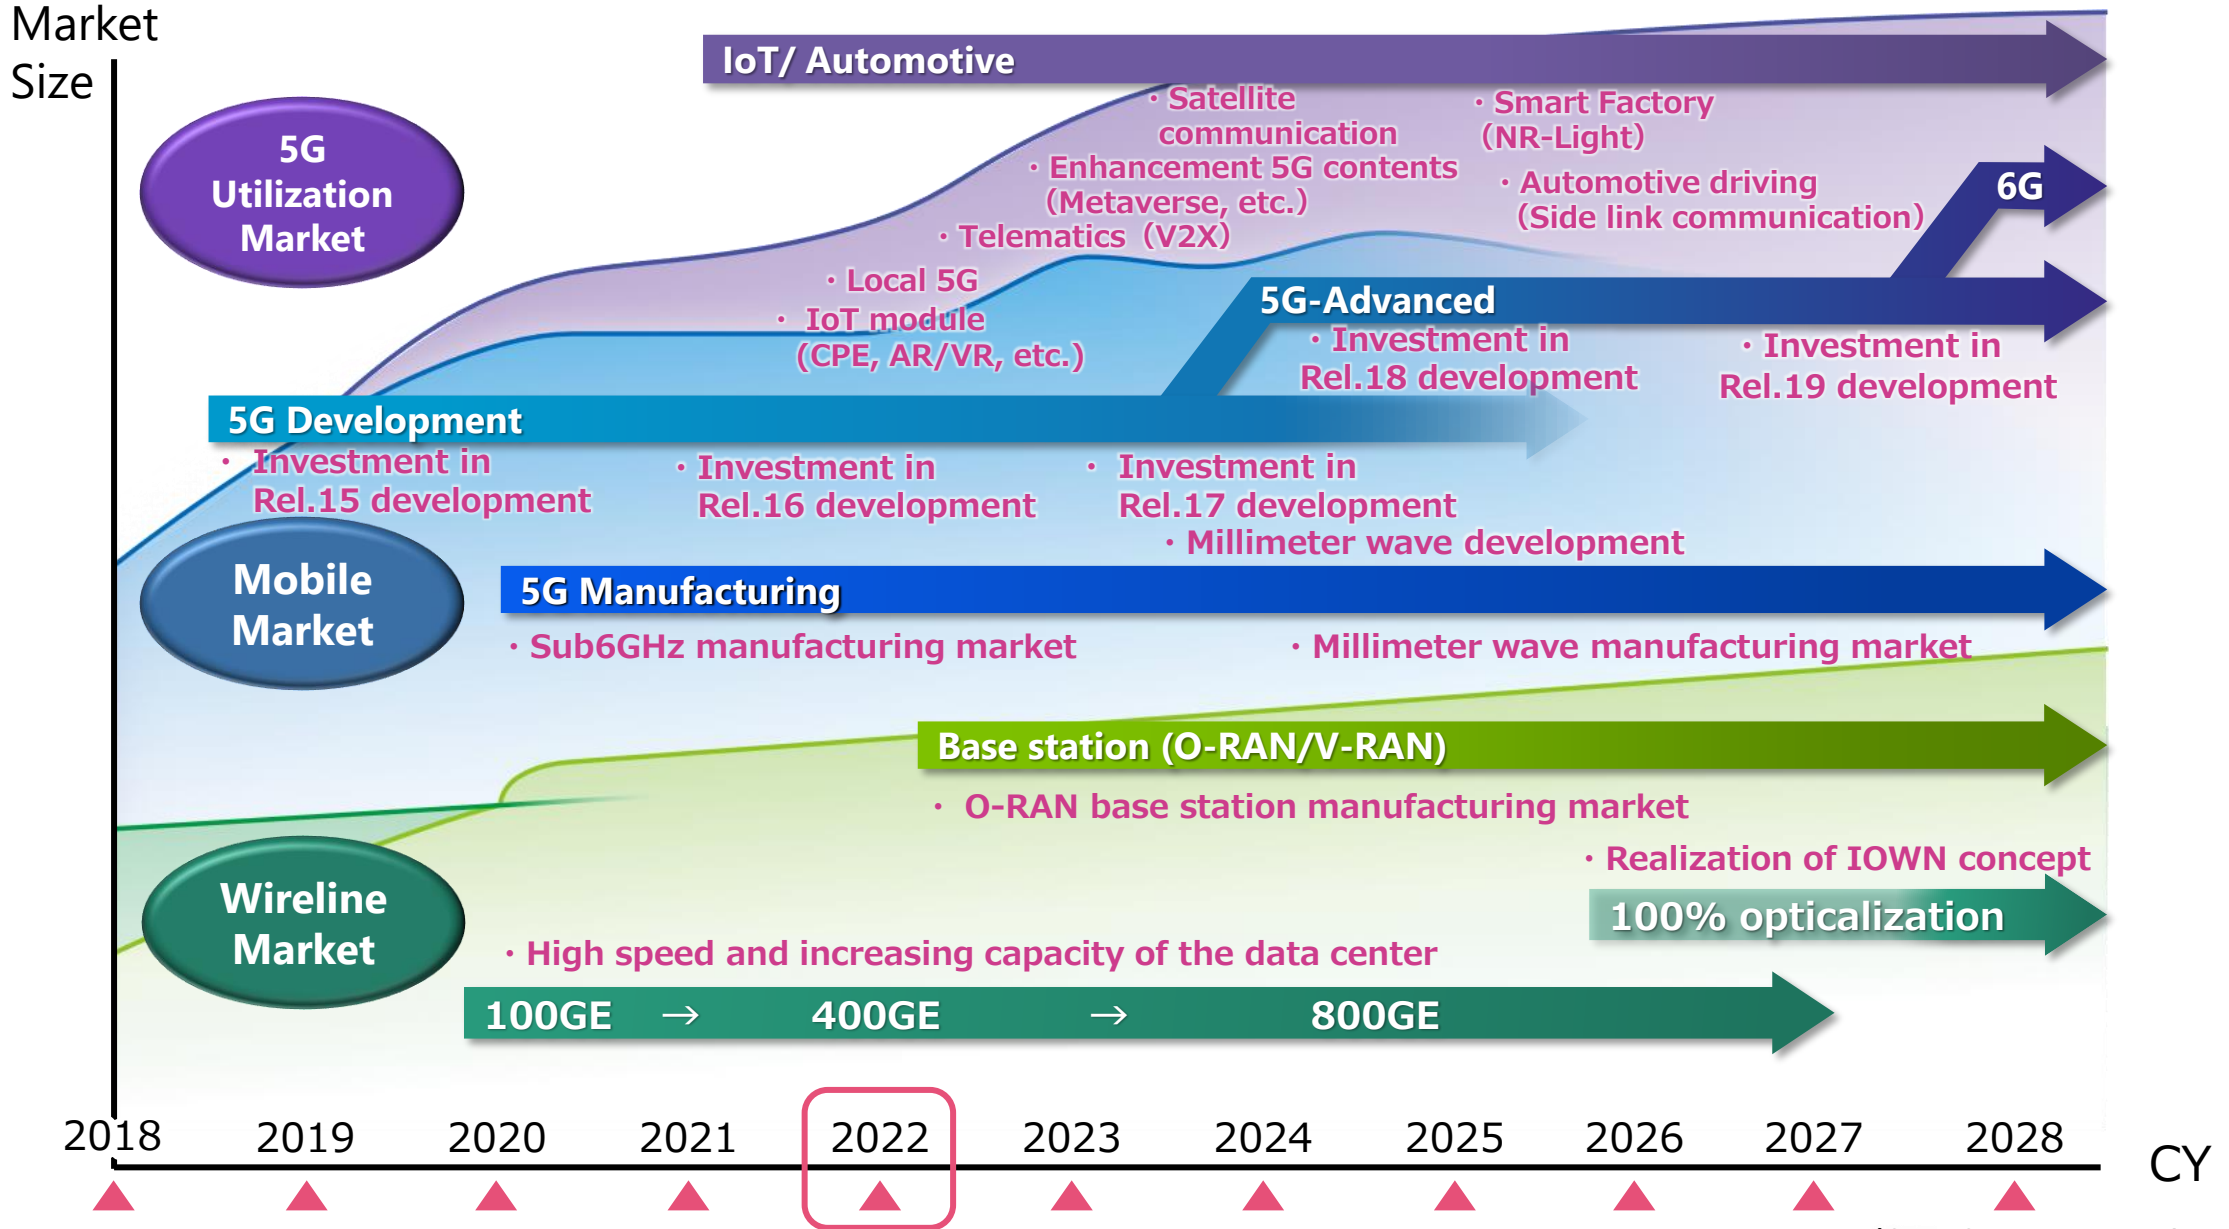 Market
Size
IoT/ Automotive
5G
Utilization
Market
・Satellite
communication
・Smart Factory
(NR-Light)
・Enhancement 5G contents
(Metaverse, etc.)
・Automotive driving
(Side link communication)
6G
・Telematics (V2X)
・Local 5G
・ IoT module
(CPE, AR/VR, etc.)
5G-Advanced
・Investment in
Rel.18 development
・Investment in
Rel.19 development
5G Development
・ Investment in
Rel.15 development
・Investment in
Rel.16 development
・ Investment in
Rel.17 development
・Millimeter wave development
Mobile
Market
5G Manufacturing
・Sub6GHz manufacturing market
・Millimeter wave manufacturing market
Base station (O-RAN/V-RAN)
・ O-RAN base station manufacturing market
・Realization of IOWN concept
100% opticalization
Wireline
Market
・High speed and increasing capacity of the data center
100GE → 400GE → 800GE
2018 2019 2020 2021 2022 2023 2024 2025 2026 2027 2028
CY